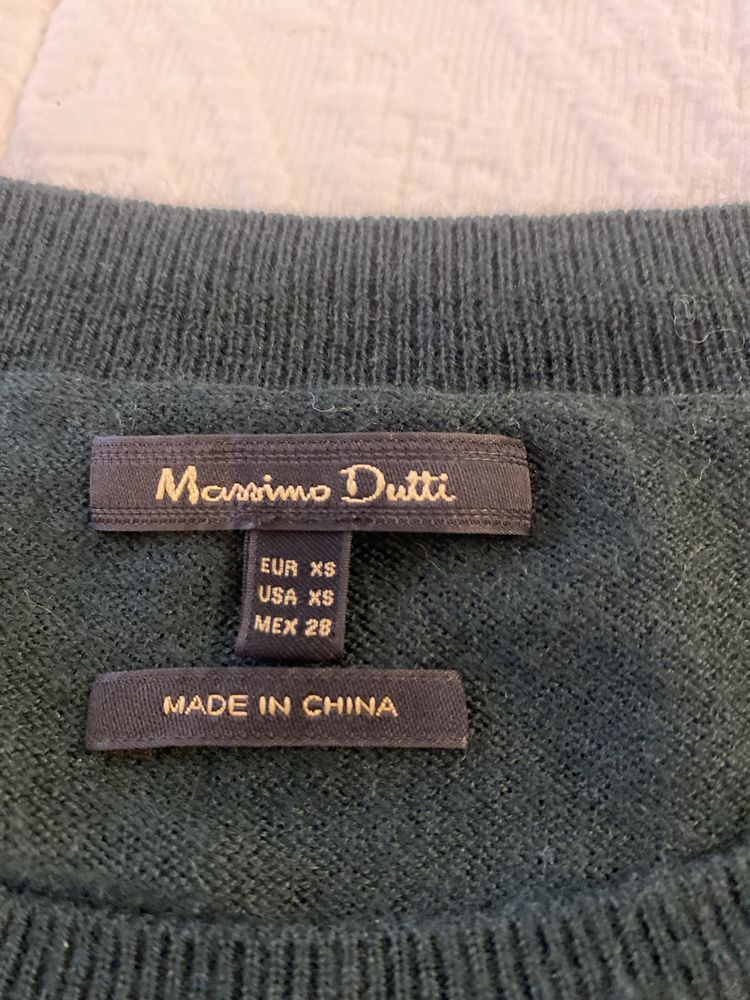 Massimo Dutti
EUR XS
USA XS
MEX 28
MADE IN CHINA